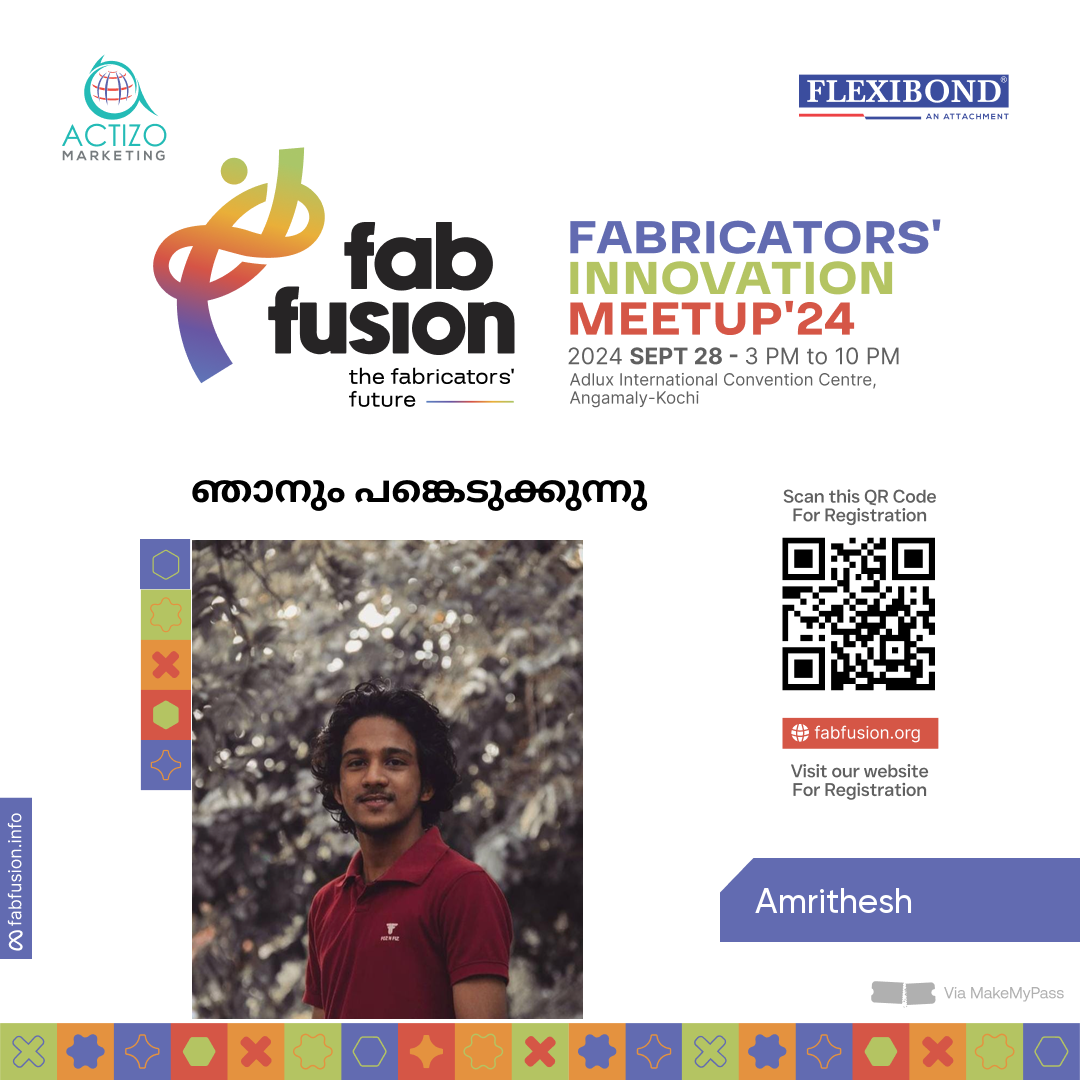 ACTIZO
MARKETING
FLEXIBOND®
AN ATTACHMENT
fab
fusion
the fabricators'
future
FABRICATORS'
INNOVATION
MEETUP'24
2024 SEPT 28 - 3 PM to 10 PM
Adlux International Convention Centre,
Angamaly-Kochi
ഞാനും പങ്കെടുക്കുന്നു
Scan this QR Code
For Registration
fabfusion.org
Visit our website
For Registration
fabfusion.info
Amrithesh
Via MakeMyPass